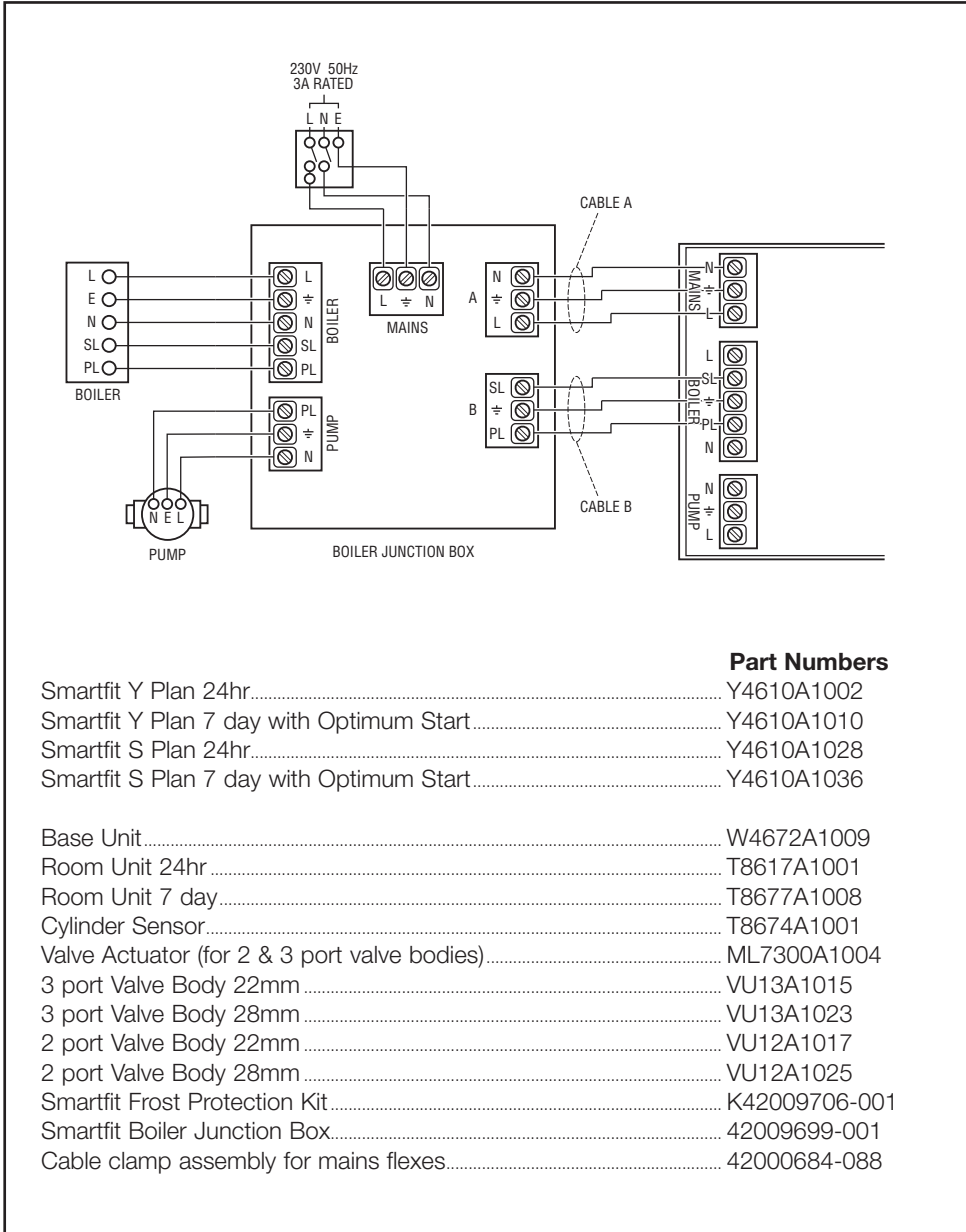 230V 50Hz
3A RATED
L N E
CABLE A
L
E
N
SL
PL
BOILER
L
⏚
N
SL
PL
BOILER
L ⏚ N
MAINS
N
⏚
L
A
N
⏚
L
MAINS
PL
⏚
N
PUMP
SL
⏚
PL
B
L
SL
⏚
PL
N
BOILER
N
⏚
L
PUMP
N E L
PUMP
CABLE B
BOILER JUNCTION BOX
Part Numbers
Smartfit Y Plan 24hr Y4610A1002
Smartfit Y Plan 7 day with Optimum Start Y4610A1010
Smartfit S Plan 24hr Y4610A1028
Smartfit S Plan 7 day with Optimum Start Y4610A1036
Base Unit W4672A1009
Room Unit 24hr T8617A1001
Room Unit 7 day T8677A1008
Cylinder Sensor T8674A1001
Valve Actuator (for 2 & 3 port valve bodies) ML7300A1004
3 port Valve Body 22mm VU13A1015
3 port Valve Body 28mm VU13A1023
2 port Valve Body 22mm VU12A1017
2 port Valve Body 28mm VU12A1025
Smartfit Frost Protection Kit K42009706-001
Smartfit Boiler Junction Box 42009699-001
Cable clamp assembly for mains flexes 42000684-088